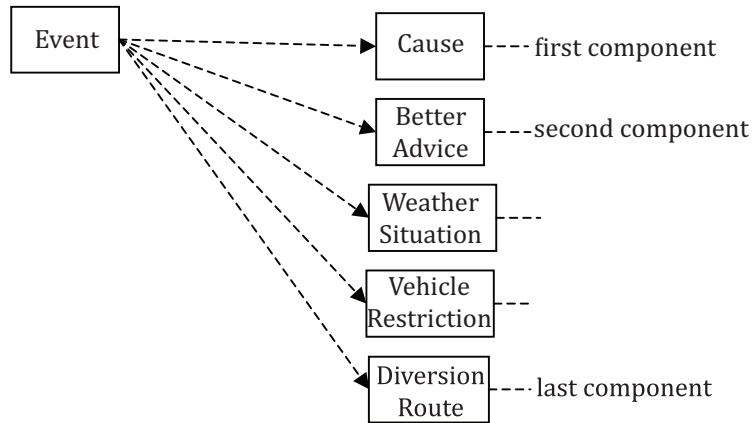 Event
Cause
first component
Better
Advice
second component
Weather
Situation
Vehicle
Restriction
Diversion
Route
last component